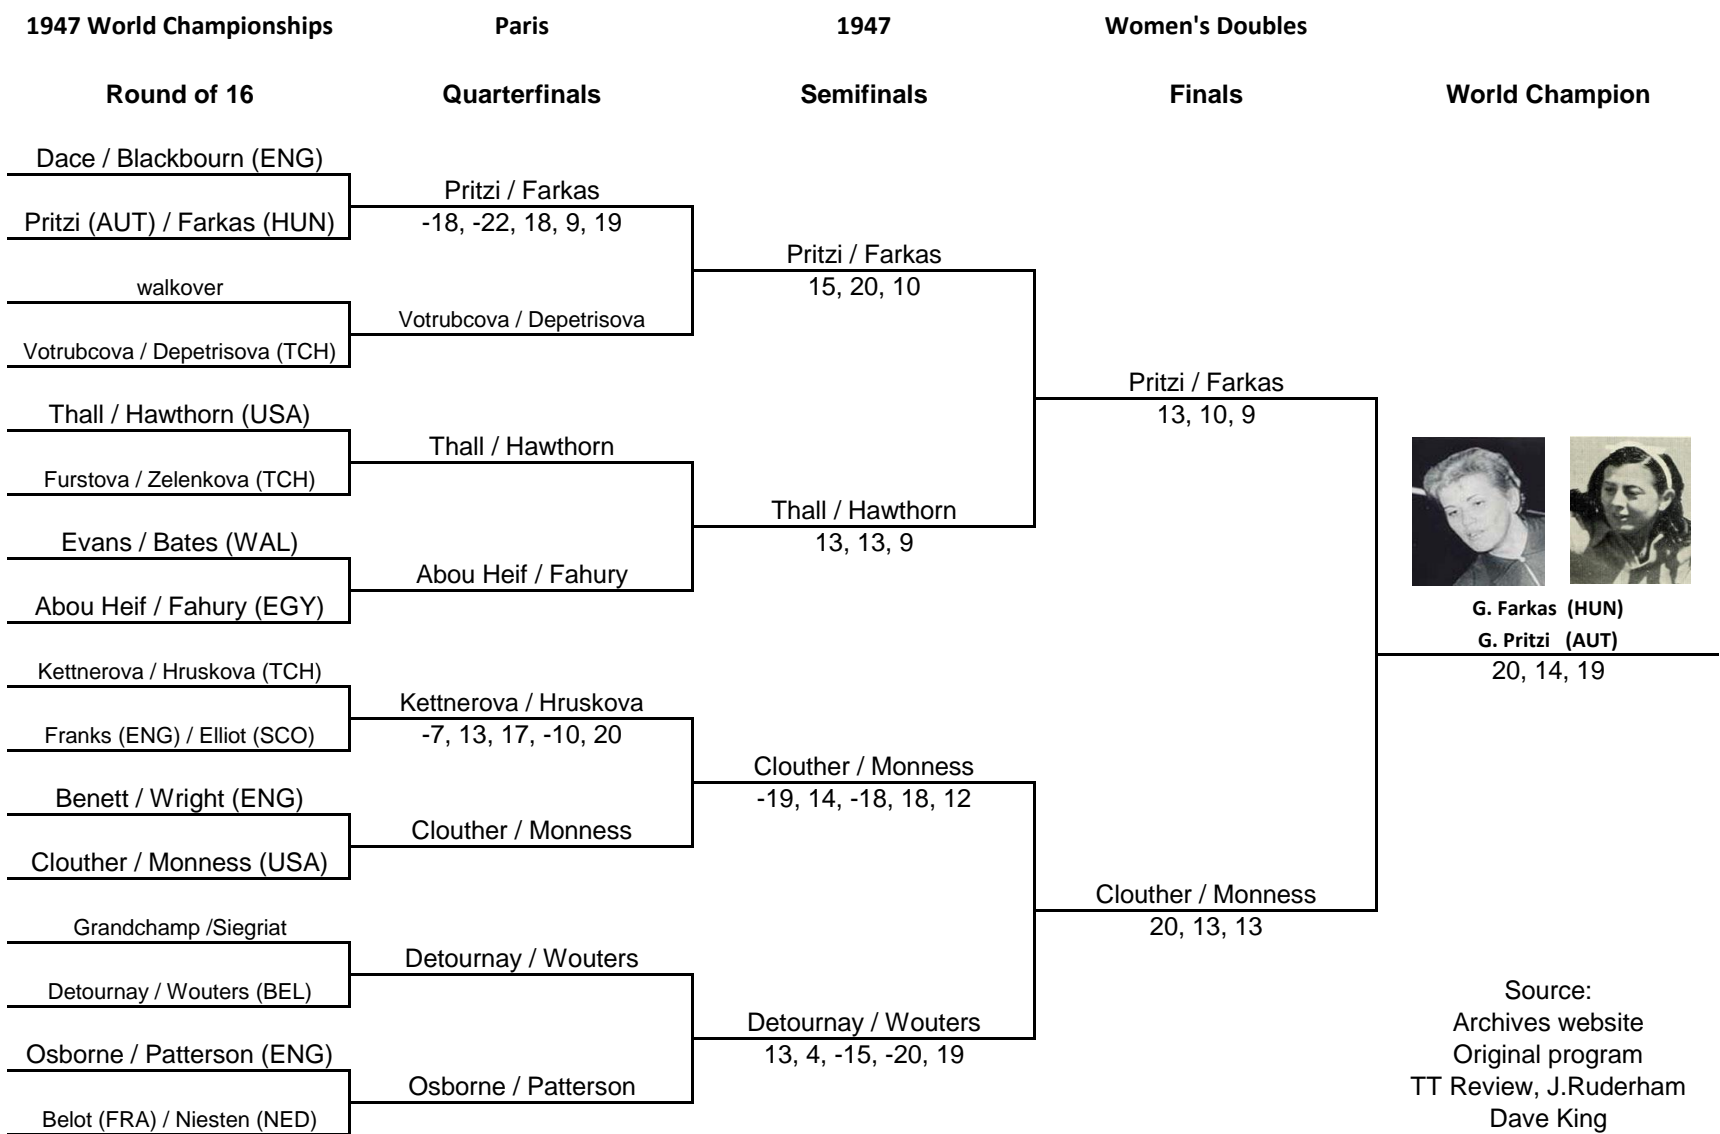 1947 World Championships Paris 1947 Women's Doubles
Round of 16 Quarterfinals Semifinals Finals World Champion
Dace / Blackbourn (ENG)
Pritzi (AUT) / Farkas (HUN)
walkover
Votrubcova / Depetrisova (TCH)
Thall / Hawthorn (USA)
Furstova / Zelenkova (TCH)
Evans / Bates (WAL)
Abou Heif / Fahury (EGY)
Kettnerova / Hruskova (TCH)
Franks (ENG) / Elliot (SCO)
Benett / Wright (ENG)
Clouther / Monness (USA)
Grandchamp /Siegriat
Detournay / Wouters (BEL)
Osborne / Patterson (ENG)
Belot (FRA) / Niesten (NED)
Pritzi / Farkas
-18, -22, 18, 9, 19
Votrubcova / Depetrisova
Thall / Hawthorn
Abou Heif / Fahury
Kettnerova / Hruskova
-7, 13, 17, -10, 20
Clouther / Monness
Detournay / Wouters
Osborne / Patterson
Pritzi / Farkas
15, 20, 10
Thall / Hawthorn
13, 13, 9
Clouther / Monness
-19, 14, -18, 18, 12
Detournay / Wouters
13, 4, -15, -20, 19
Pritzi / Farkas
13, 10, 9
Clouther / Monness
20, 13, 13
G. Farkas (HUN)
G. Pritzi (AUT)
20, 14, 19
Source:
Archives website
Original program
TT Review, J.Ruderham
Dave King